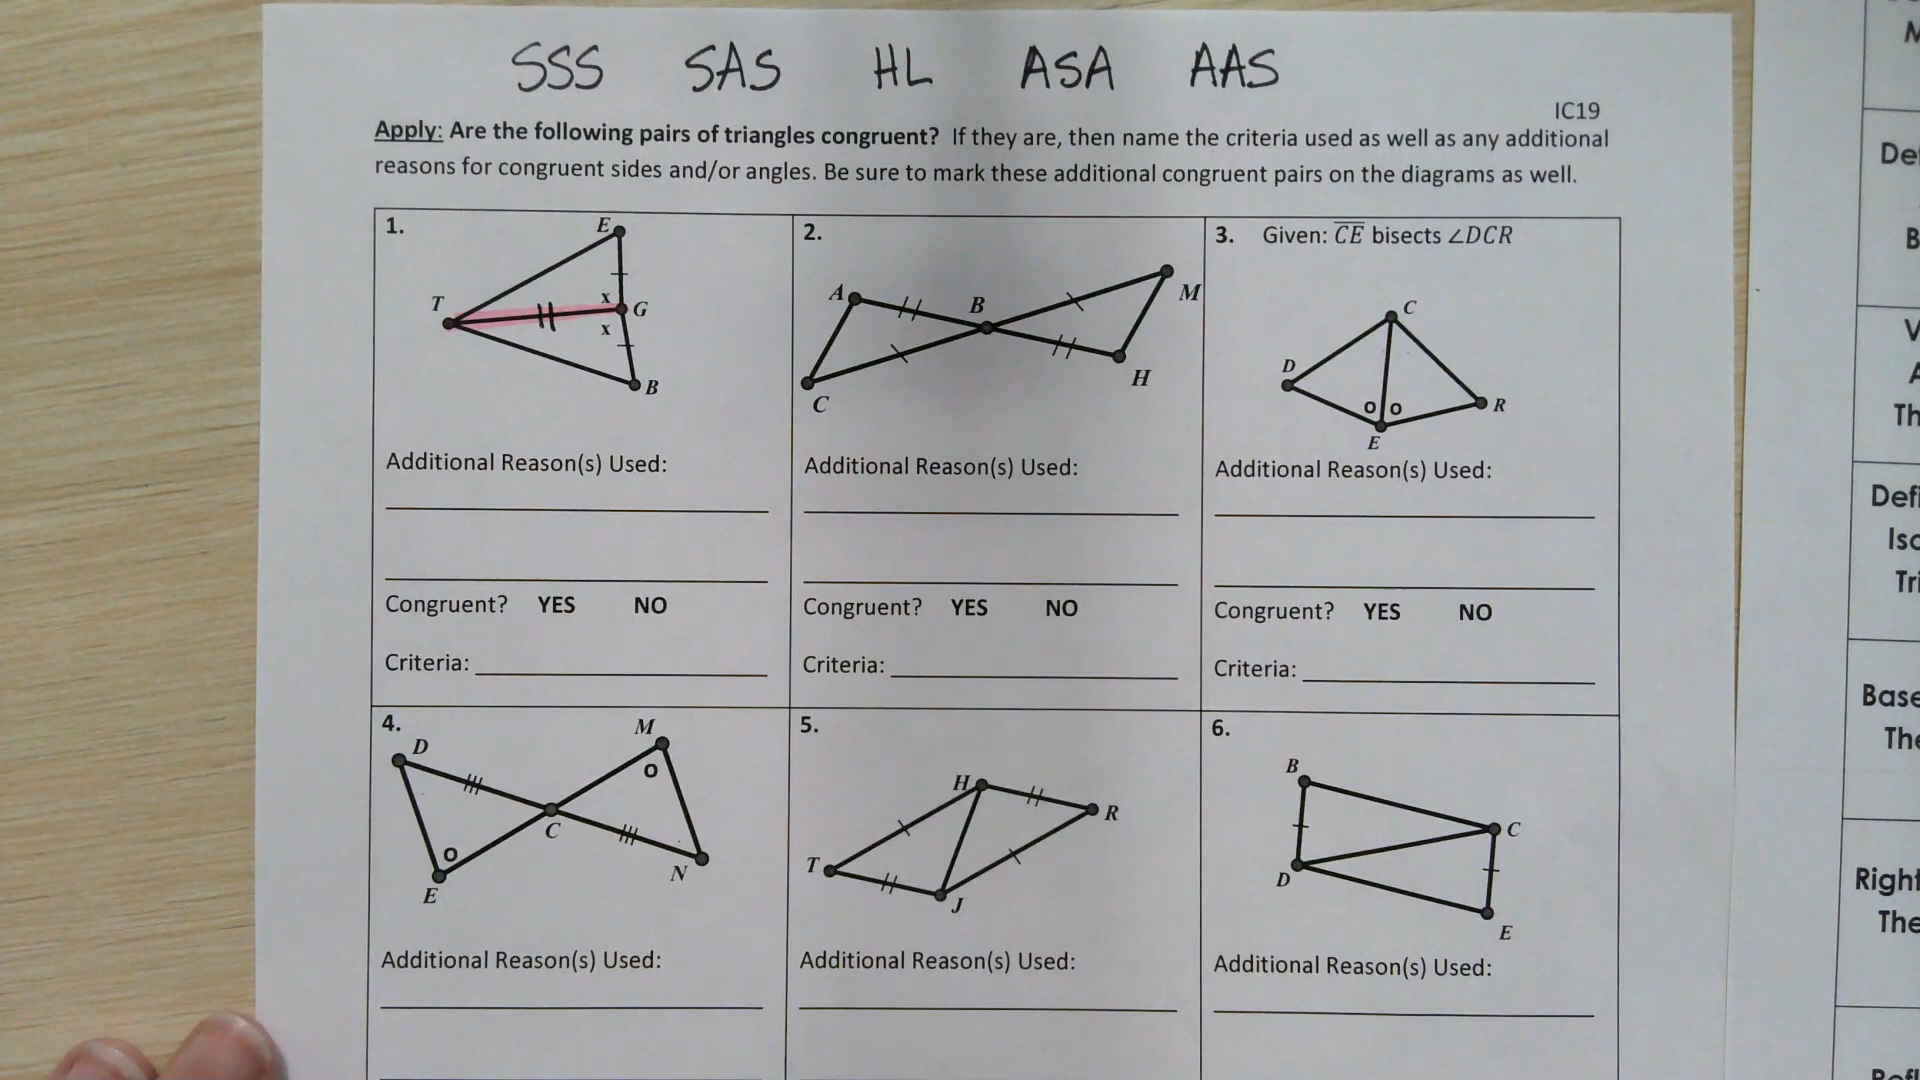 SSS SAS HL ASA AAS
IC19
Apply: Are the following pairs of triangles congruent? If they are, then name the criteria used as well as any additional
reasons for congruent sides and/or angles. Be sure to mark these additional congruent pairs on the diagrams as well.
1.
E
T
x
G
x
B
Additional Reason(s) Used:
Congruent? YES NO
Criteria:
2.
A
B
M
H
C
Additional Reason(s) Used:
Congruent? YES NO
Criteria:
3. Given: C͞E͞ bisects ∠DCR
C
D
o o
R
E
Additional Reason(s) Used:
Congruent? YES NO
Criteria:
4.
M
D
o
C
o
N
E
Additional Reason(s) Used:
5.
H
R
T
J
Additional Reason(s) Used:
6.
B
C
D
E
Additional Reason(s) Used:
B
Right